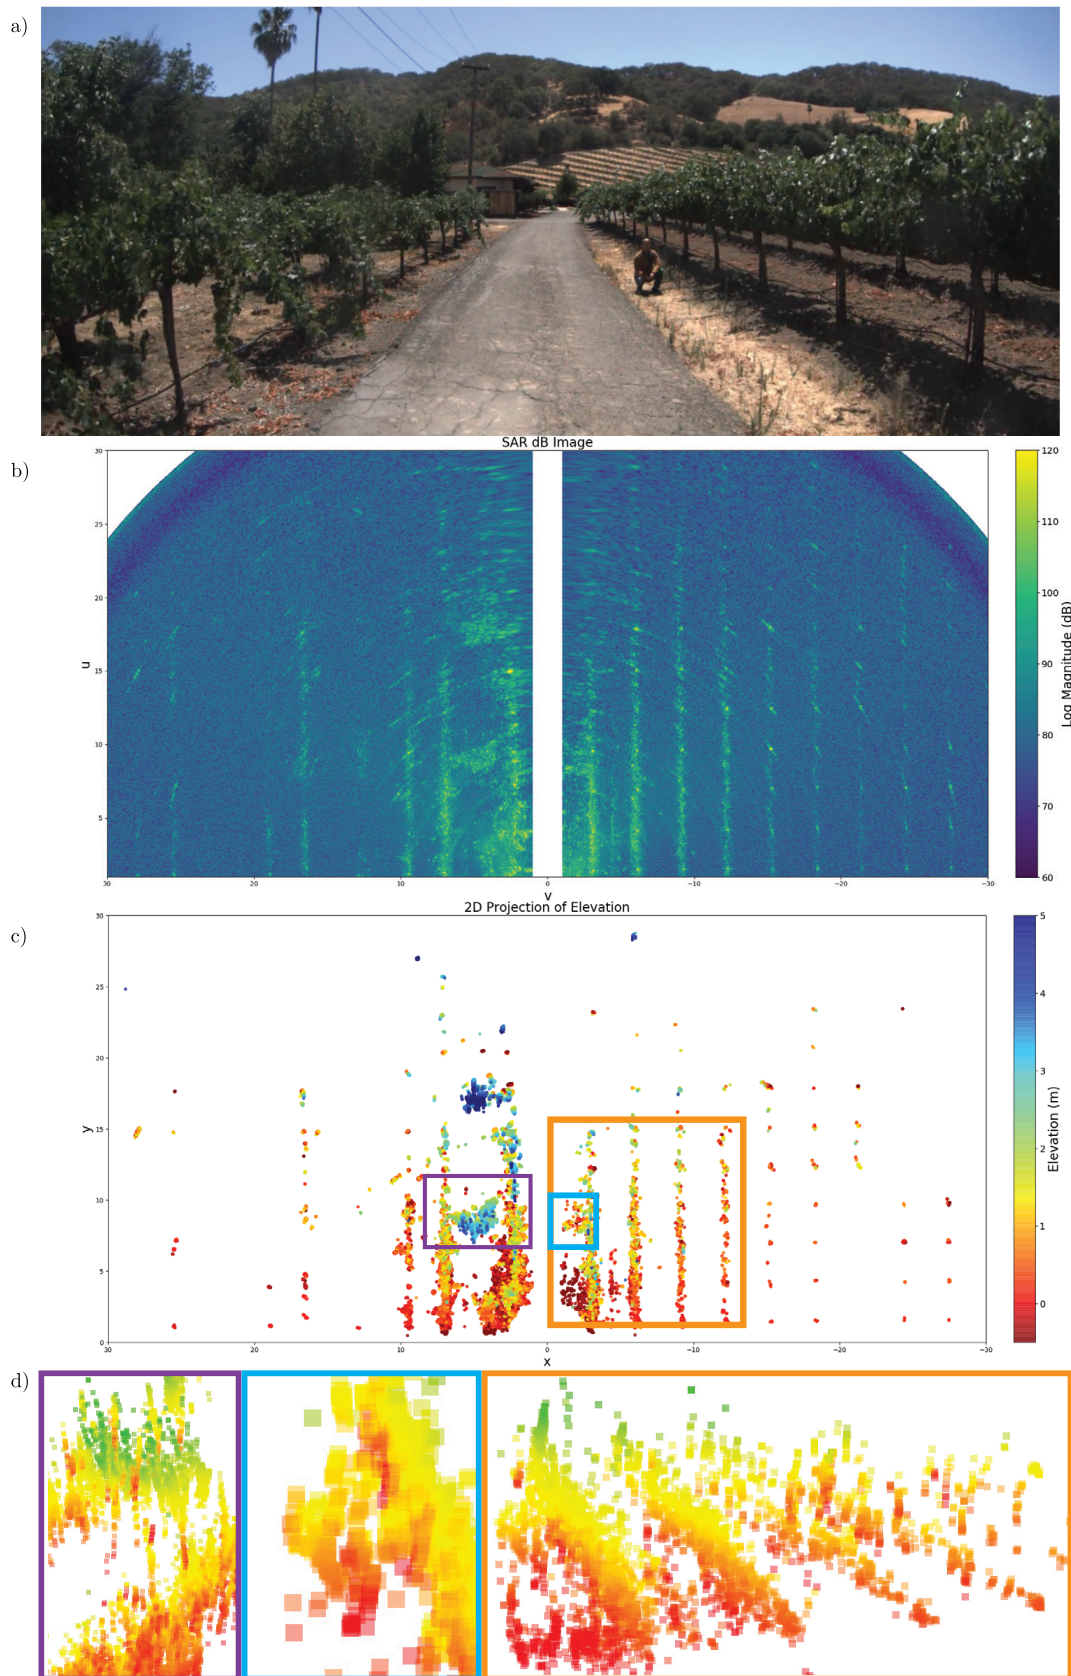 a)
SAR dB Image
b)
30
25
20
15
10
5
u
30 20 10 0 −10 −20 −30
v
120
110
100
90
80
70
60
Log Magnitude (dB)
2D Projection of Elevation
c)
30
25
20
15
10
5
0
y
30 20 10 0 −10 −20 −30
x
5
4
3
2
1
0
Elevation (m)
d)